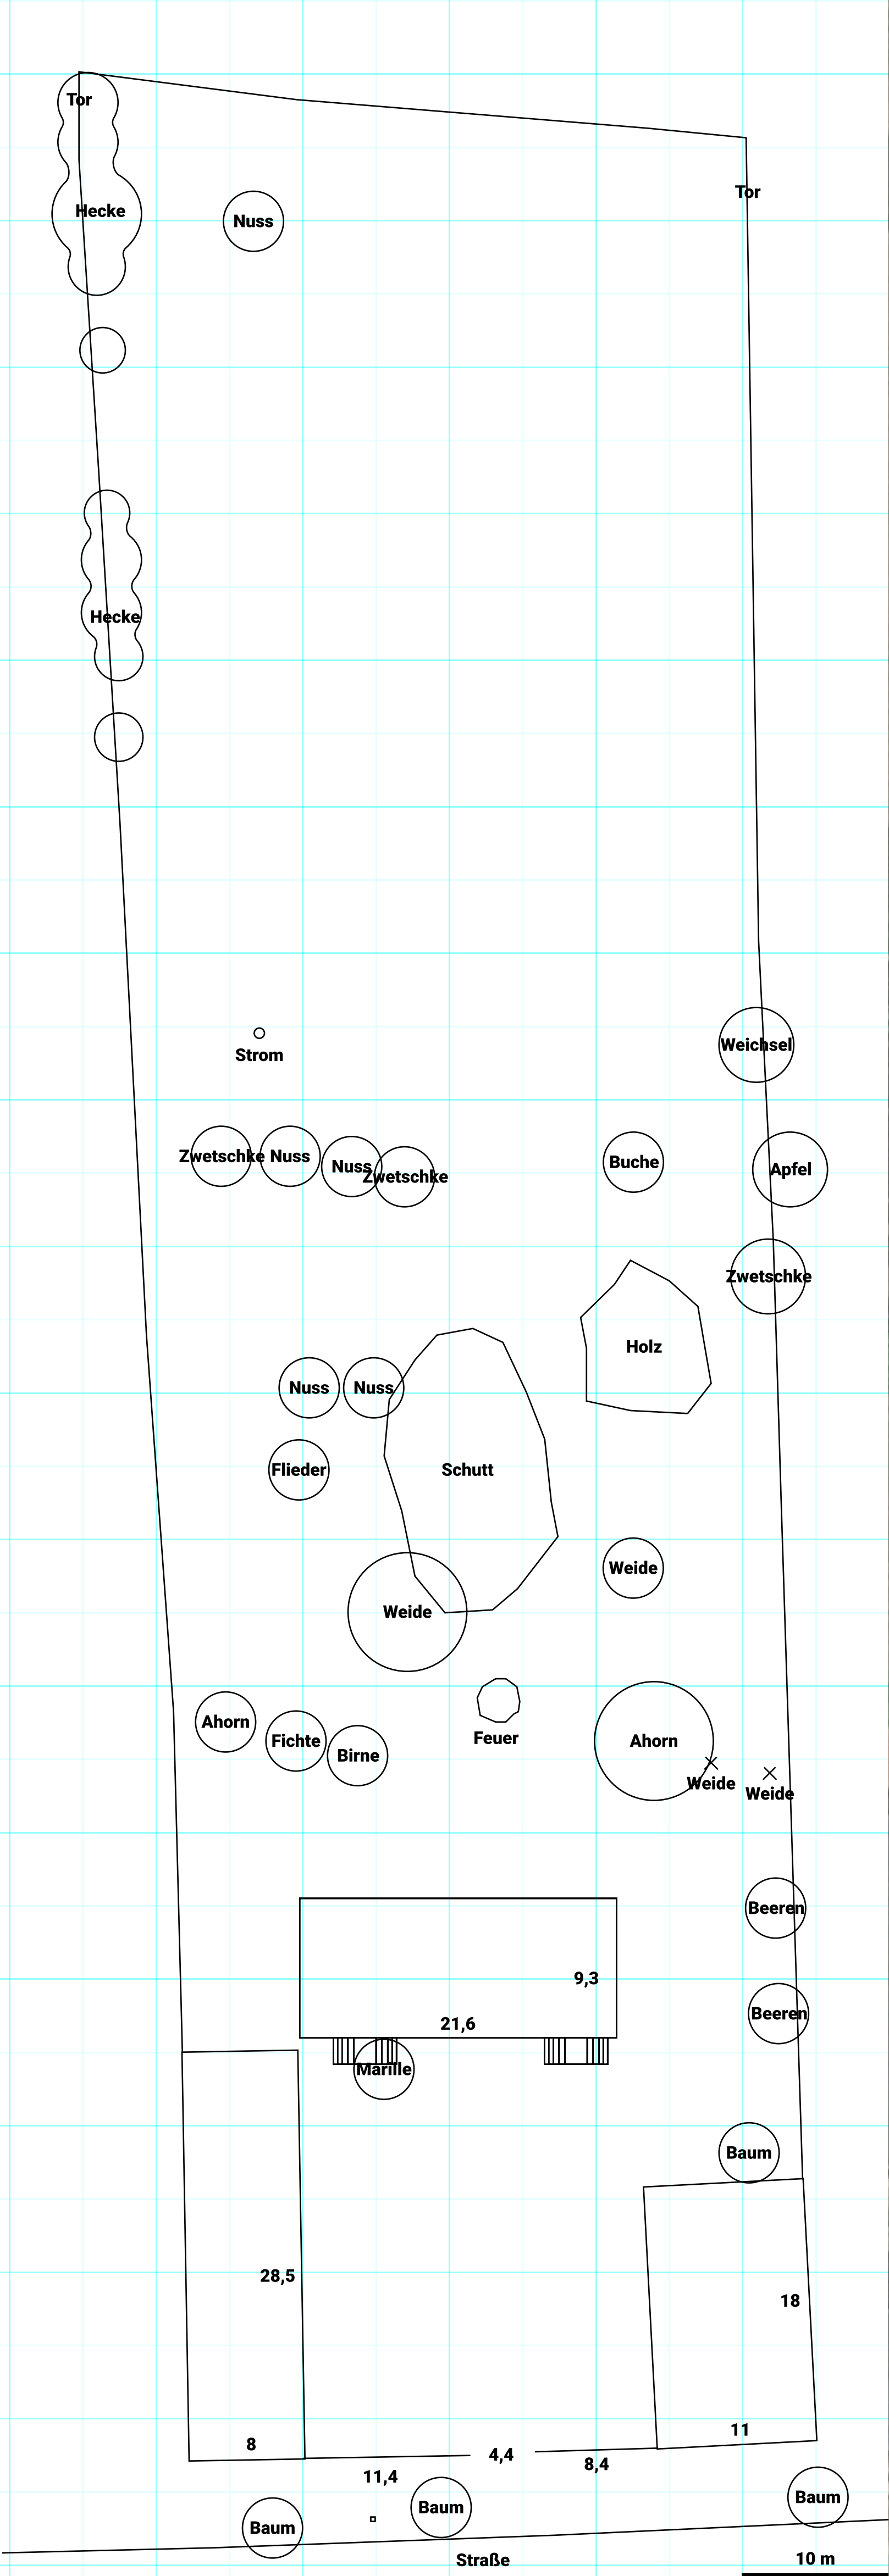 Tor
Tor
Hecke
Nuss
Hecke
Weichsel
Strom
Zwetschke
Nuss
Nuss
Zwetschke
Buche
Apfel
Zwetschke
Holz
Nuss
Nuss
Flieder
Schutt
Weide
Weide
Ahorn
Fichte
Birne
Feuer
Ahorn
Weide
Weide
Beeren
9,3
Beeren
21,6
Marille
Baum
28,5
18
11
8
4,4
8,4
11,4
Baum
Baum
Baum
Straße
10 m